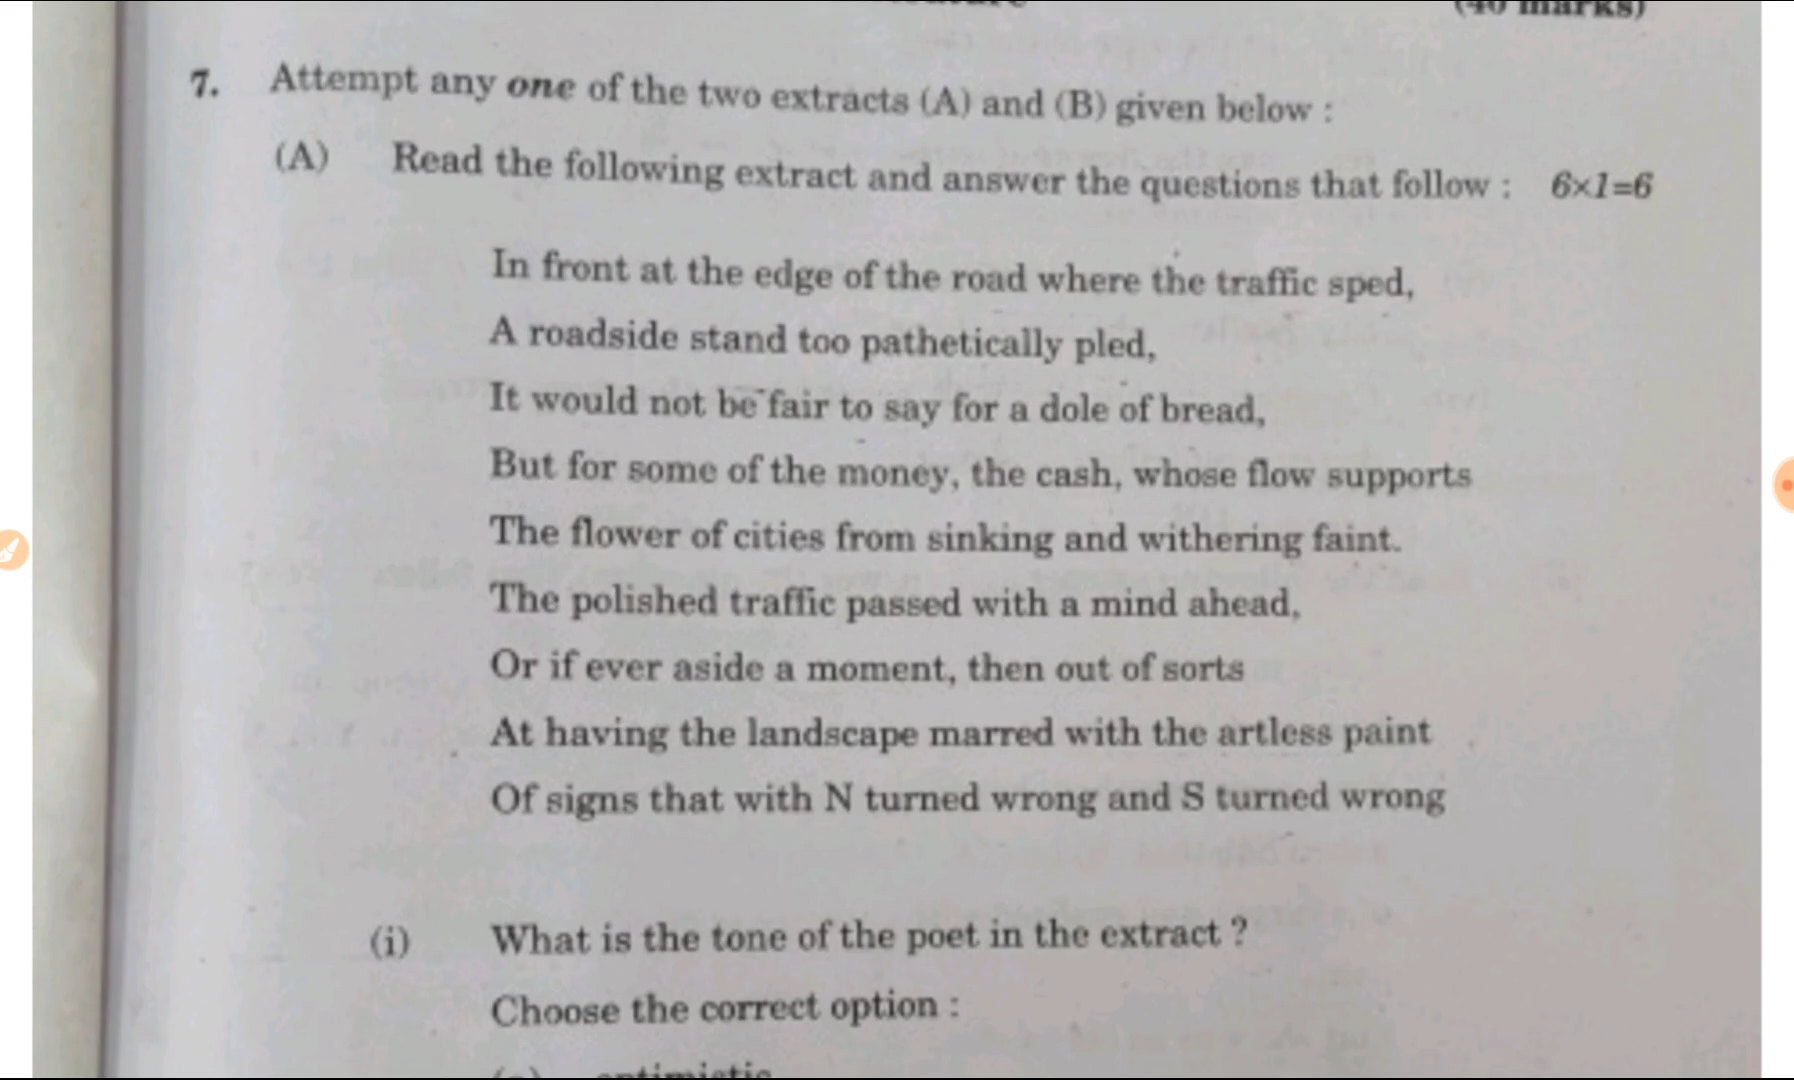 (40 marks)
7. Attempt any one of the two extracts (A) and (B) given below :
(A) Read the following extract and answer the questions that follow : 6×1=6
In front at the edge of the road where the traffic sped,
A roadside stand too pathetically pled,
It would not be fair to say for a dole of bread,
But for some of the money, the cash, whose flow supports
The flower of cities from sinking and withering faint.
The polished traffic passed with a mind ahead,
Or if ever aside a moment, then out of sorts
At having the landscape marred with the artless paint
Of signs that with N turned wrong and S turned wrong
(i) What is the tone of the poet in the extract ?
Choose the correct option :
(a) optimistic